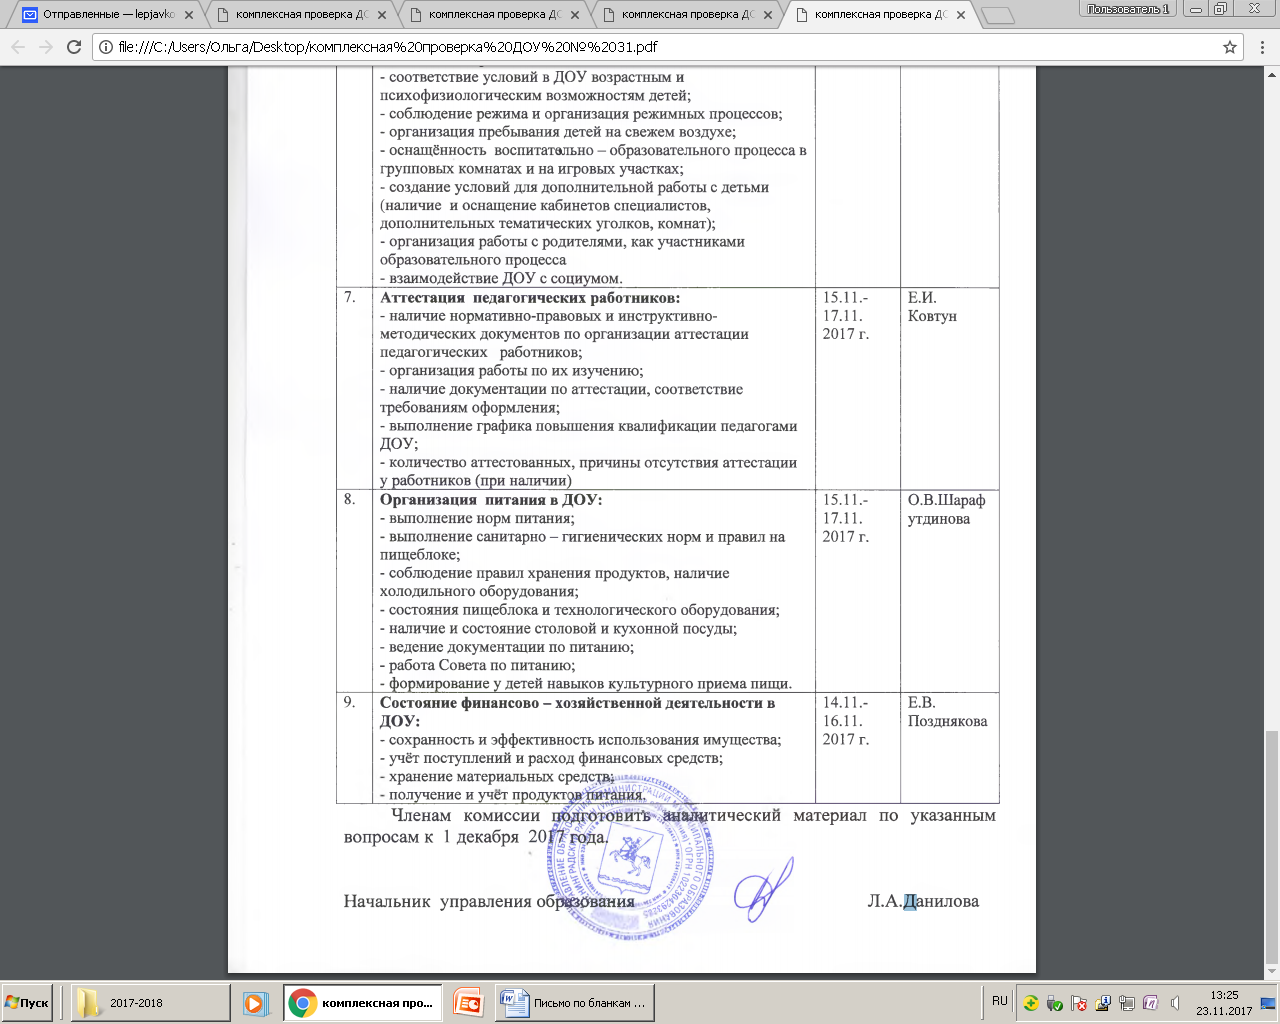 Отправленные — lepjavko
комплексная проверка ДО
комплексная проверка ДО
комплексная проверка ДО
комплексная проверка ДО
Пользователь 1
file:///C:/Users/Ольга/Desktop/комплексная%20проверка%20ДОУ%20№%2031.pdf
- соответствие условий в ДОУ возрастным и
психофизиологическим возможностям детей;
- соблюдение режима и организация режимных процессов;
- организация пребывания детей на свежем воздухе;
- оснащённость воспитательно – образовательного процесса в
групповых комнатах и на игровых участках;
- создание условий для дополнительной работы с детьми
(наличие и оснащение кабинетов специалистов,
дополнительных тематических уголков, комнат);
- организация работы с родителями, как участниками
образовательного процесса
- взаимодействие ДОУ с социумом.
7. Аттестация педагогических работников: 15.11.- Е.И.
- наличие нормативно-правовых и инструктивно- 17.11. Ковтун
методических документов по организации аттестации 2017 г.
педагогических работников;
- организация работы по их изучению;
- наличие документации по аттестации, соответствие
требованиям оформления;
- выполнение графика повышения квалификации педагогами
ДОУ;
- количество аттестованных, причины отсутствия аттестации
у работников (при наличии)
8. Организация питания в ДОУ: 15.11.- О.В.Шараф
- выполнение норм питания; 17.11. утдинова
- выполнение санитарно – гигиенических норм и правил на 2017 г.
пищеблоке;
- соблюдение правил хранения продуктов, наличие
холодильного оборудования;
- состояния пищеблока и технологического оборудования;
- наличие и состояние столовой и кухонной посуды;
- ведение документации по питанию;
- работа Совета по питанию;
- формирование у детей навыков культурного приема пищи.
9. Состояние финансово – хозяйственной деятельности в 14.11.- Е.В.
ДОУ: 16.11. Позднякова
- сохранность и эффективность использования имущества; 2017 г.
- учёт поступлений и расход финансовых средств;
- хранение материальных средств;
- получение и учёт продуктов питания.
Членам комиссии подготовить аналитический материал по указанным
вопросам к 1 декабря 2017 года.
Начальник управления образования Л.А.Данилова
Пуск
2017-2018
комплексная про...
Письмо по бланкам ...
RU
13:25
23.11.2017